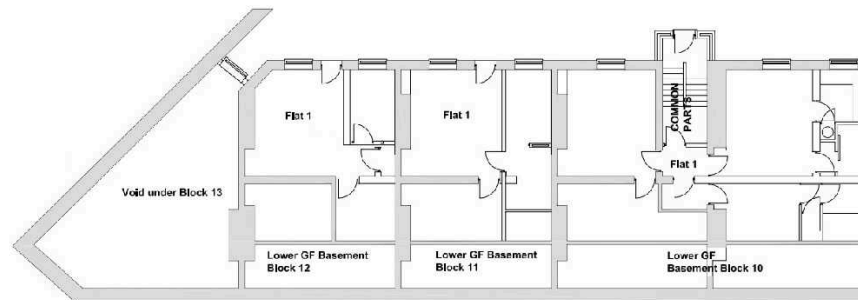 COMMON
PARTS
Flat 1
Flat 1
Flat 1
Void under Block 13
Lower GF Basement
Block 12
Lower GF Basement
Block 11
Lower GF
Basement Block 10